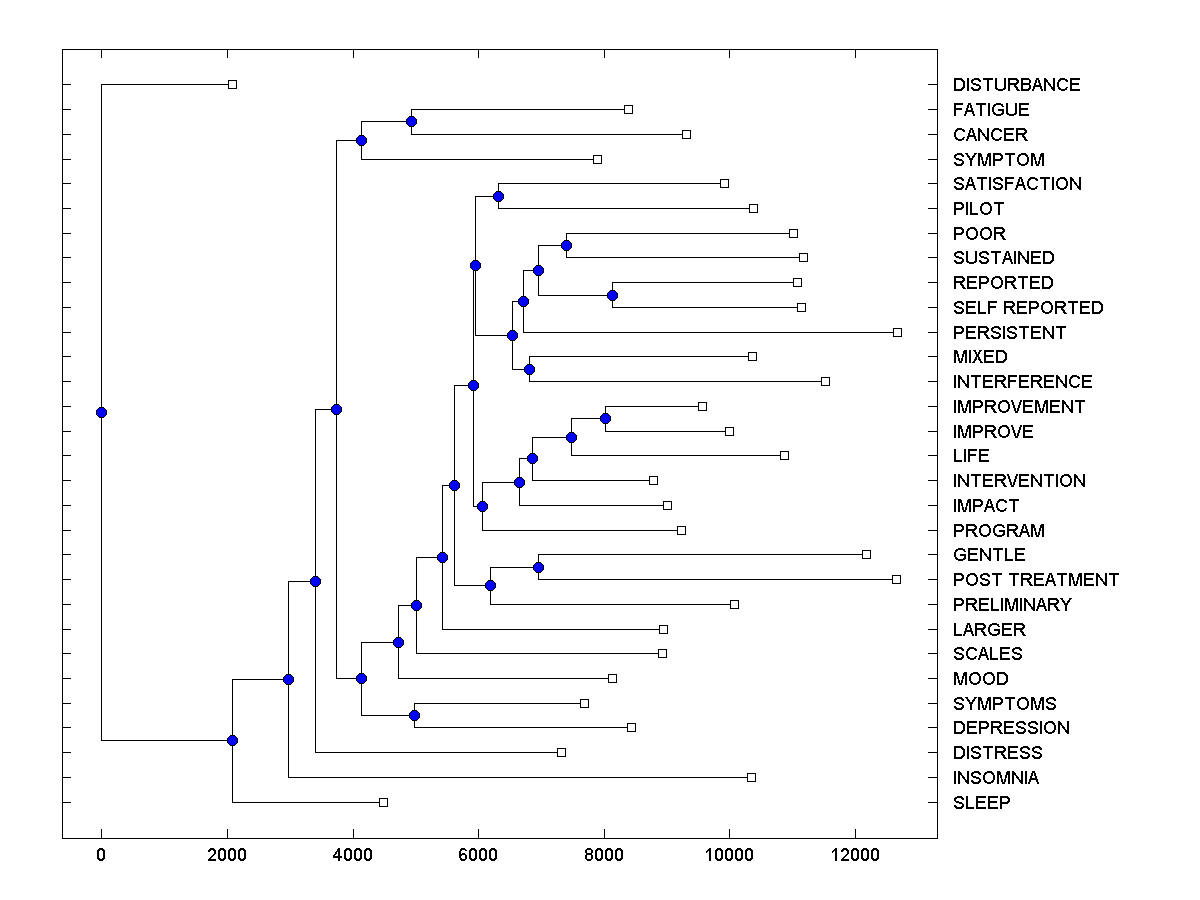 DISTURBANCE
FATIGUE
CANCER
SYMPTOM
SATISFACTION
PILOT
POOR
SUSTAINED
REPORTED
SELF REPORTED
PERSISTENT
MIXED
INTERFERENCE
IMPROVEMENT
IMPROVE
LIFE
INTERVENTION
IMPACT
PROGRAM
GENTLE
POST TREATMENT
PRELIMINARY
LARGER
SCALES
MOOD
SYMPTOMS
DEPRESSION
DISTRESS
INSOMNIA
SLEEP
0 2000 4000 6000 8000 10000 12000